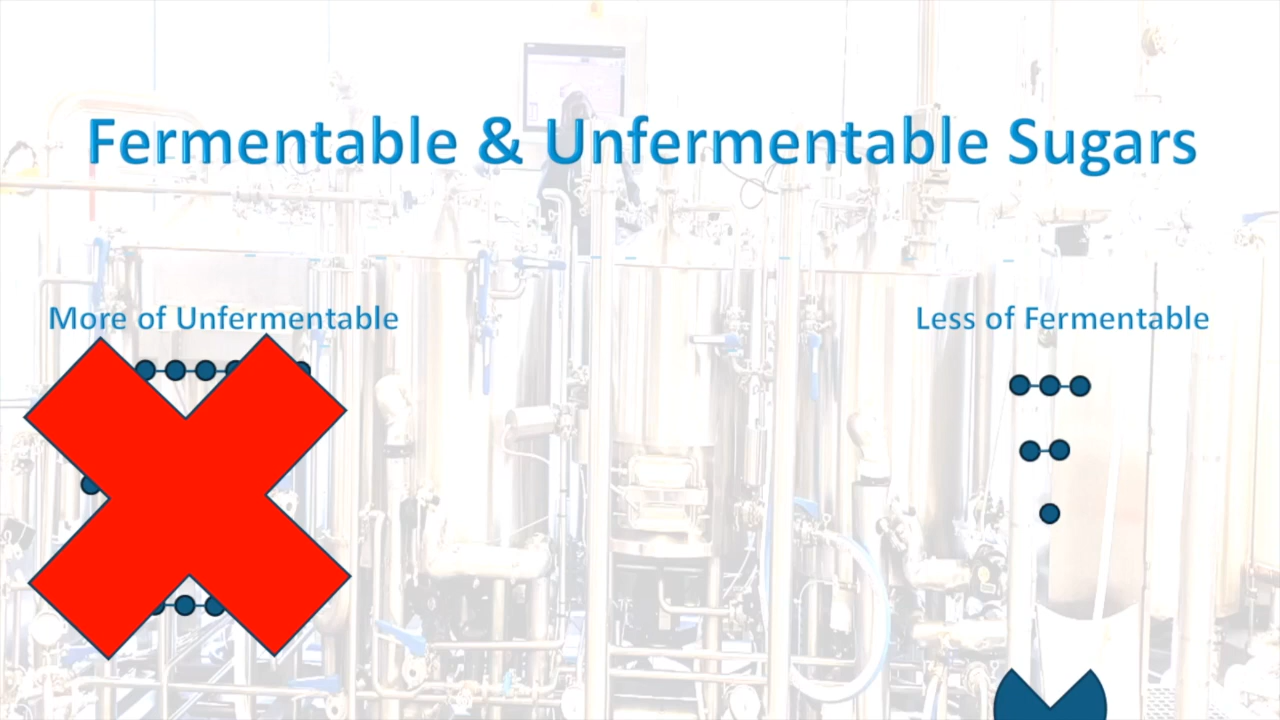 Fermentable & Unfermentable Sugars
More of Unfermentable
Less of Fermentable